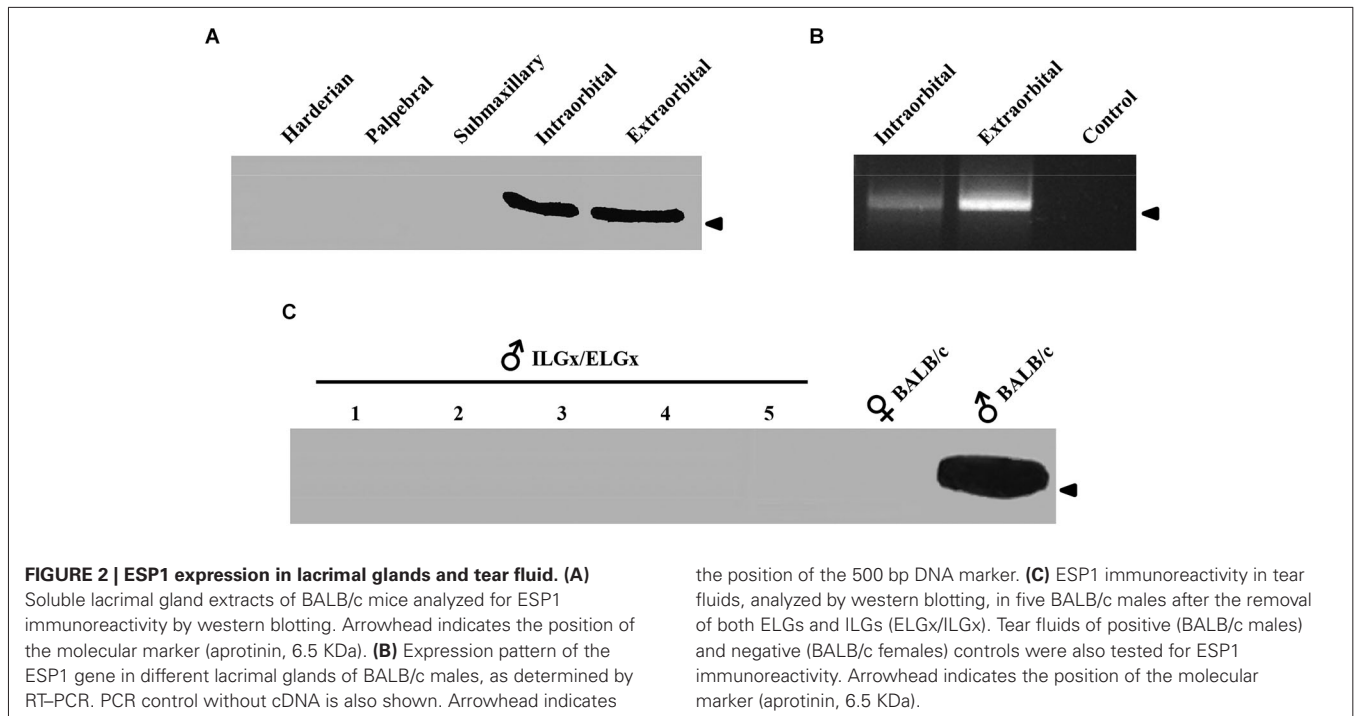 A
Harderian
Palpebral
Submaxillary
Intraorbital
Extraorbital
B
Intraorbital
Extraorbital
Control
C
♂ ILGx/ELGx
1 2 3 4 5
♀ BALB/c
♂ BALB/c
FIGURE 2 | ESP1 expression in lacrimal glands and tear fluid. (A)
Soluble lacrimal gland extracts of BALB/c mice analyzed for ESP1
immunoreactivity by western blotting. Arrowhead indicates the position of
the molecular marker (aprotinin, 6.5 KDa). (B) Expression pattern of the
ESP1 gene in different lacrimal glands of BALB/c males, as determined by
RT–PCR. PCR control without cDNA is also shown. Arrowhead indicates
the position of the 500 bp DNA marker. (C) ESP1 immunoreactivity in tear
fluids, analyzed by western blotting, in five BALB/c males after the removal
of both ELGs and ILGs (ELGx/ILGx). Tear fluids of positive (BALB/c males)
and negative (BALB/c females) controls were also tested for ESP1
immunoreactivity. Arrowhead indicates the position of the molecular
marker (aprotinin, 6.5 KDa).